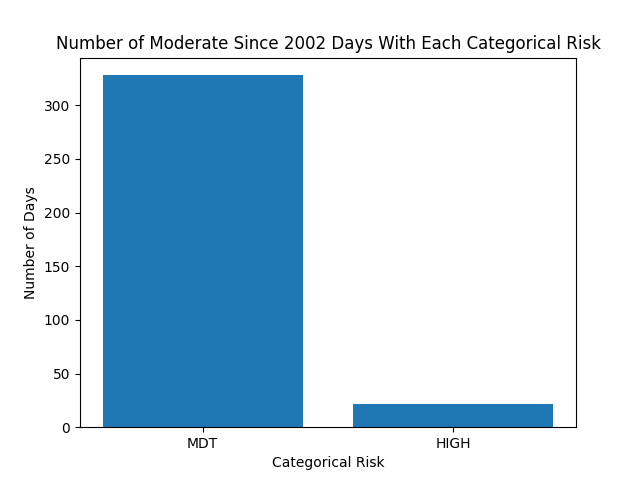 Number of Moderate Since 2002 Days With Each Categorical Risk
300
250
200
150
100
50
0
Number of Days
MDT
HIGH
Categorical Risk